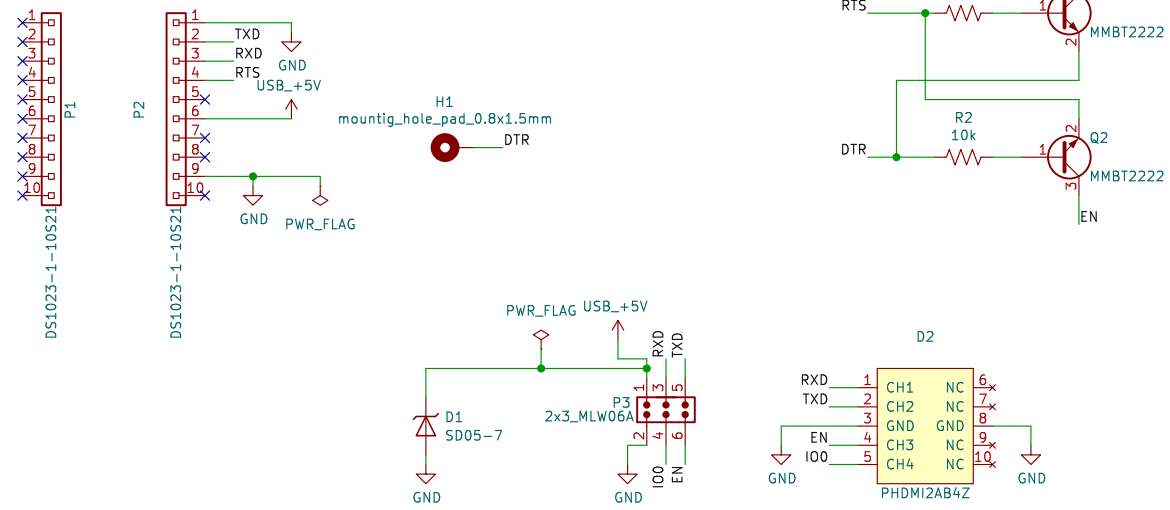 1
2
3
4
5
6
7
8
9
10
P1
DS1023-1-10S21
P2
1
2
3
4
5
6
7
8
9
10
DS1023-1-10S21
TXD
RXD
RTS
GND
USB_+5V
GND
PWR_FLAG
H1
mountig_hole_pad_0.8x1.5mm
DTR
RTS
1
2
MMBT2222
DTR
R2
10k
1
2
3
Q2
MMBT2222
EN
PWR_FLAG
USB_+5V
RXD
TXD
1
3
5
P3
2x3_MLW06A
2
4
6
D1
SD05-7
GND
GND
IO0
EN
D2
RXD 1 CH1 NC 6
TXD 2 CH2 NC 7
3 GND GND 8
EN 4 CH3 NC 9
IO0 5 CH4 NC 10
GND
GND
PHDMI2AB4Z